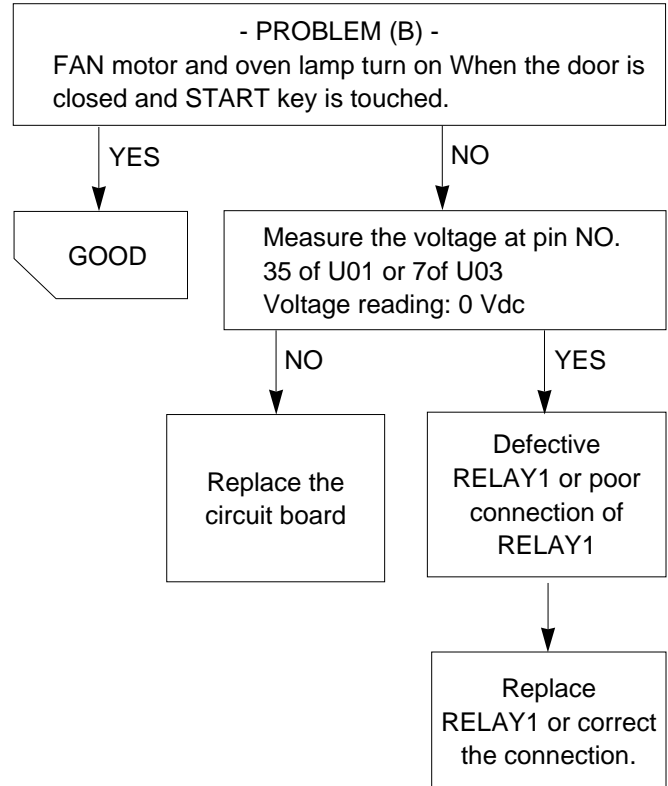 - PROBLEM (B) -
FAN motor and oven lamp turn on When the door is
closed and START key is touched.
YES
NO
GOOD
Measure the voltage at pin NO.
35 of U01 or 7of U03
Voltage reading: 0 Vdc
NO
YES
Replace the
circuit board
Defective
RELAY1 or poor
connection of
RELAY1
Replace
RELAY1 or correct
the connection.